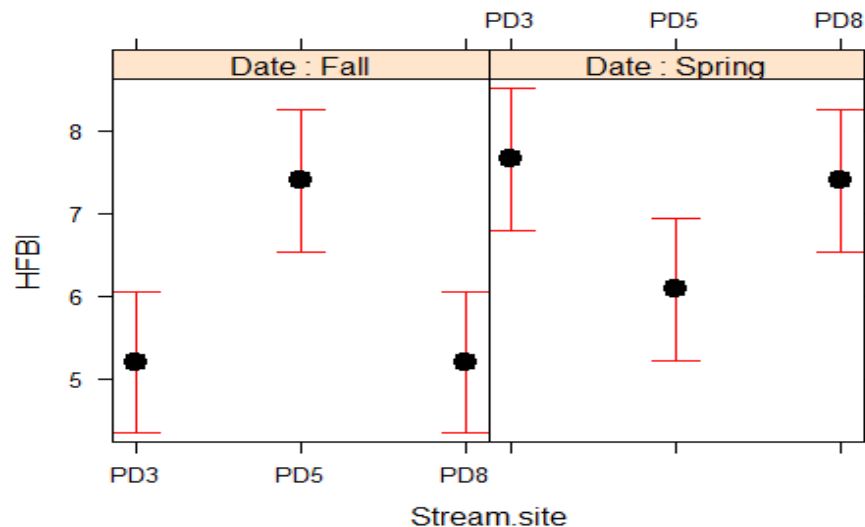 PD3 PD5 PD8
Date : Fall Date : Spring
8
7
6
5
HFBI
PD3 PD5 PD8
Stream.site